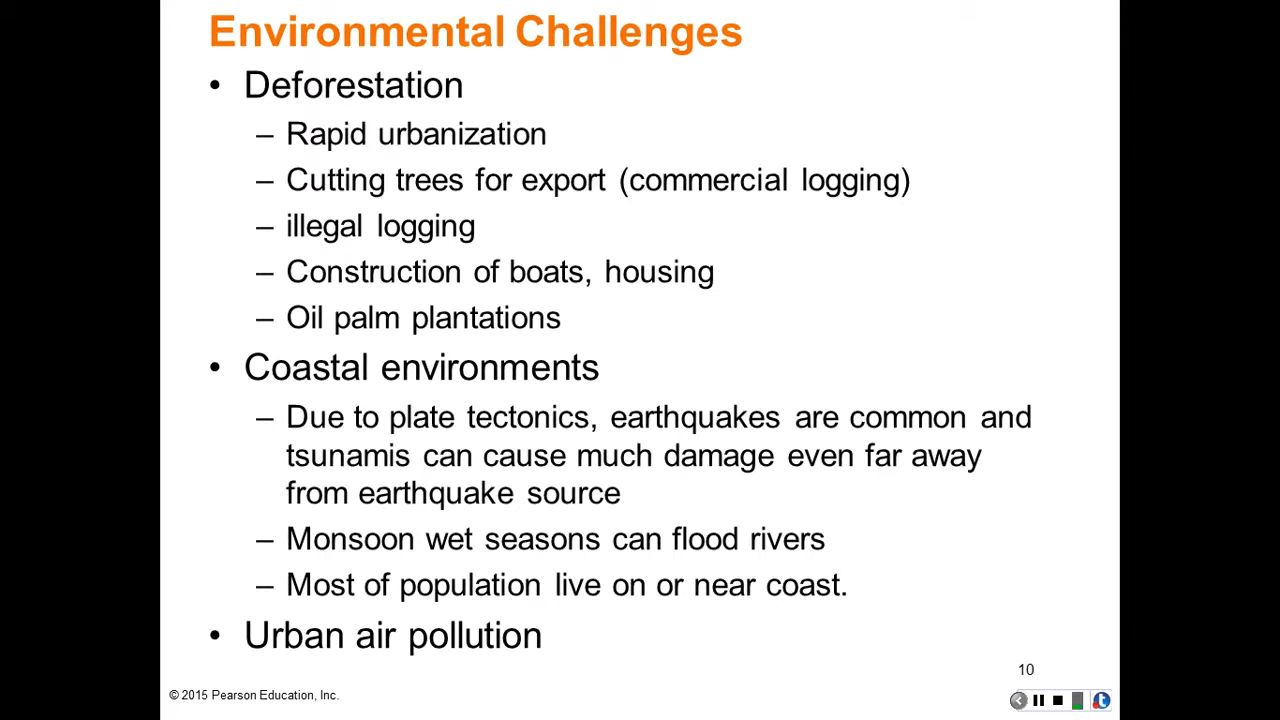 Environmental Challenges
• Deforestation
– Rapid urbanization
– Cutting trees for export (commercial logging)
– illegal logging
– Construction of boats, housing
– Oil palm plantations
• Coastal environments
– Due to plate tectonics, earthquakes are common and
tsunamis can cause much damage even far away
from earthquake source
– Monsoon wet seasons can flood rivers
– Most of population live on or near coast.
• Urban air pollution
10
© 2015 Pearson Education, Inc.
t